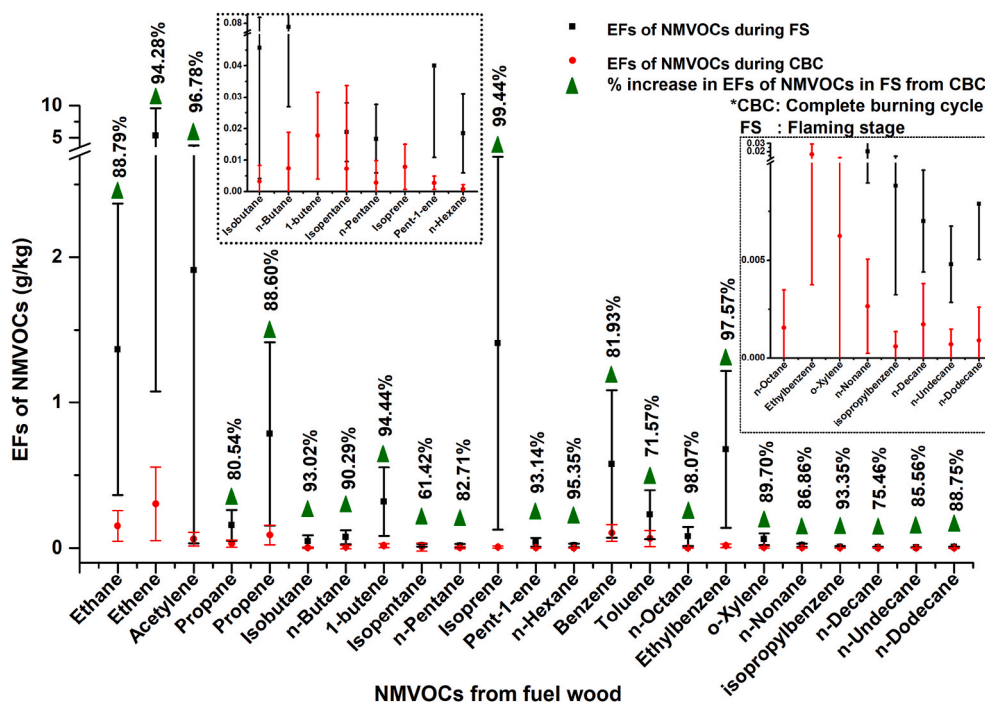 EFs of NMVOCs during FS
EFs of NMVOCs during CBC
% increase in EFs of NMVOCs in FS from CBC
*CBC: Complete burning cycle
FS : Flaming stage
EFs of NMVOCs (g/kg)
10
5
2
1
0
88.79%
94.28%
96.78%
80.54%
88.60%
93.02%
90.29%
94.44%
61.42%
82.71%
99.44%
93.14%
95.35%
81.93%
71.57%
98.07%
97.57%
89.70%
86.86%
93.35%
75.46%
85.56%
88.75%
0.08
0.06
0.04
0.03
0.02
0.01
0.00
Isobutane
n-Butane
1-butene
Isopentane
n-Pentane
Isoprene
Pent-1-ene
n-Hexane
0.03
0.02
0.005
0.000
n-Octane
Ethylbenzene
o-Xylene
n-Nonane
isopropylbenzene
n-Decane
n-Undecane
n-Dodecane
Ethane
Ethene
Acetylene
Propane
Propene
Isobutane
n-Butane
1-butene
Isopentane
n-Pentane
Isoprene
Pent-1-ene
n-Hexane
Benzene
Toluene
n-Octane
Ethylbenzene
o-Xylene
n-Nonane
isopropylbenzene
n-Decane
n-Undecane
n-Dodecane
NMVOCs from fuel wood